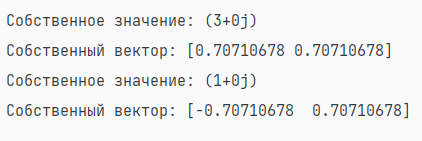 Собственное значение: (3+0j)
Собственный вектор: [0.70710678 0.70710678]
Собственное значение: (1+0j)
Собственный вектор: [-0.70710678  0.70710678]